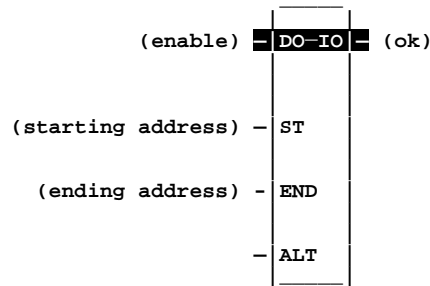 (enable) DO-IO (ok)
(starting address) ST
(ending address) END
ALT